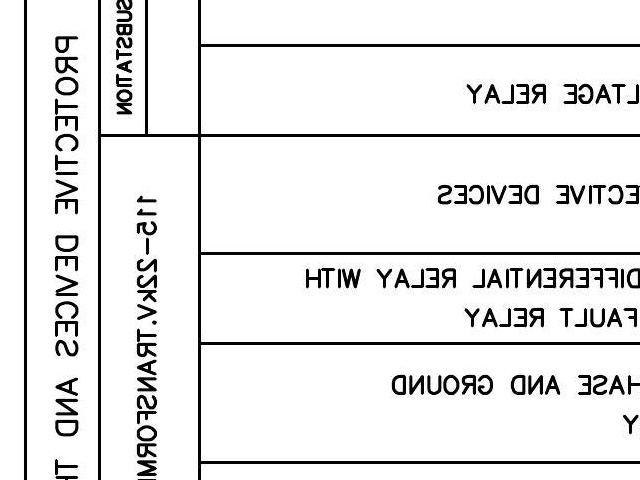 PROTECTIVE DEVICES AND
SUBSTATION
115-22kV.TRANSFORM
LTAGE RELAY
ECTIVE DEVICES
DIFFERENTIAL RELAY WITH
FAULT RELAY
HASE AND GROUND
Y